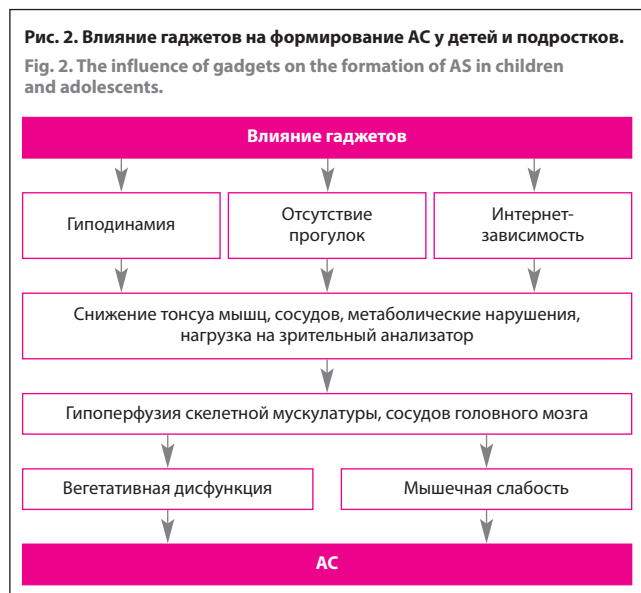 Рис. 2. Влияние гаджетов на формирование АС у детей и подростков.
Fig. 2. The influence of gadgets on the formation of AS in children
and adolescents.
Влияние гаджетов
Гиподинамия
Отсутствие
прогулок
Интернет-
зависимость
Снижение тонсуа мышц, сосудов, метаболические нарушения,
нагрузка на зрительный анализатор
Гипоперфузия скелетной мускулатуры, сосудов головного мозга
Вегетативная дисфункция
Мышечная слабость
АС